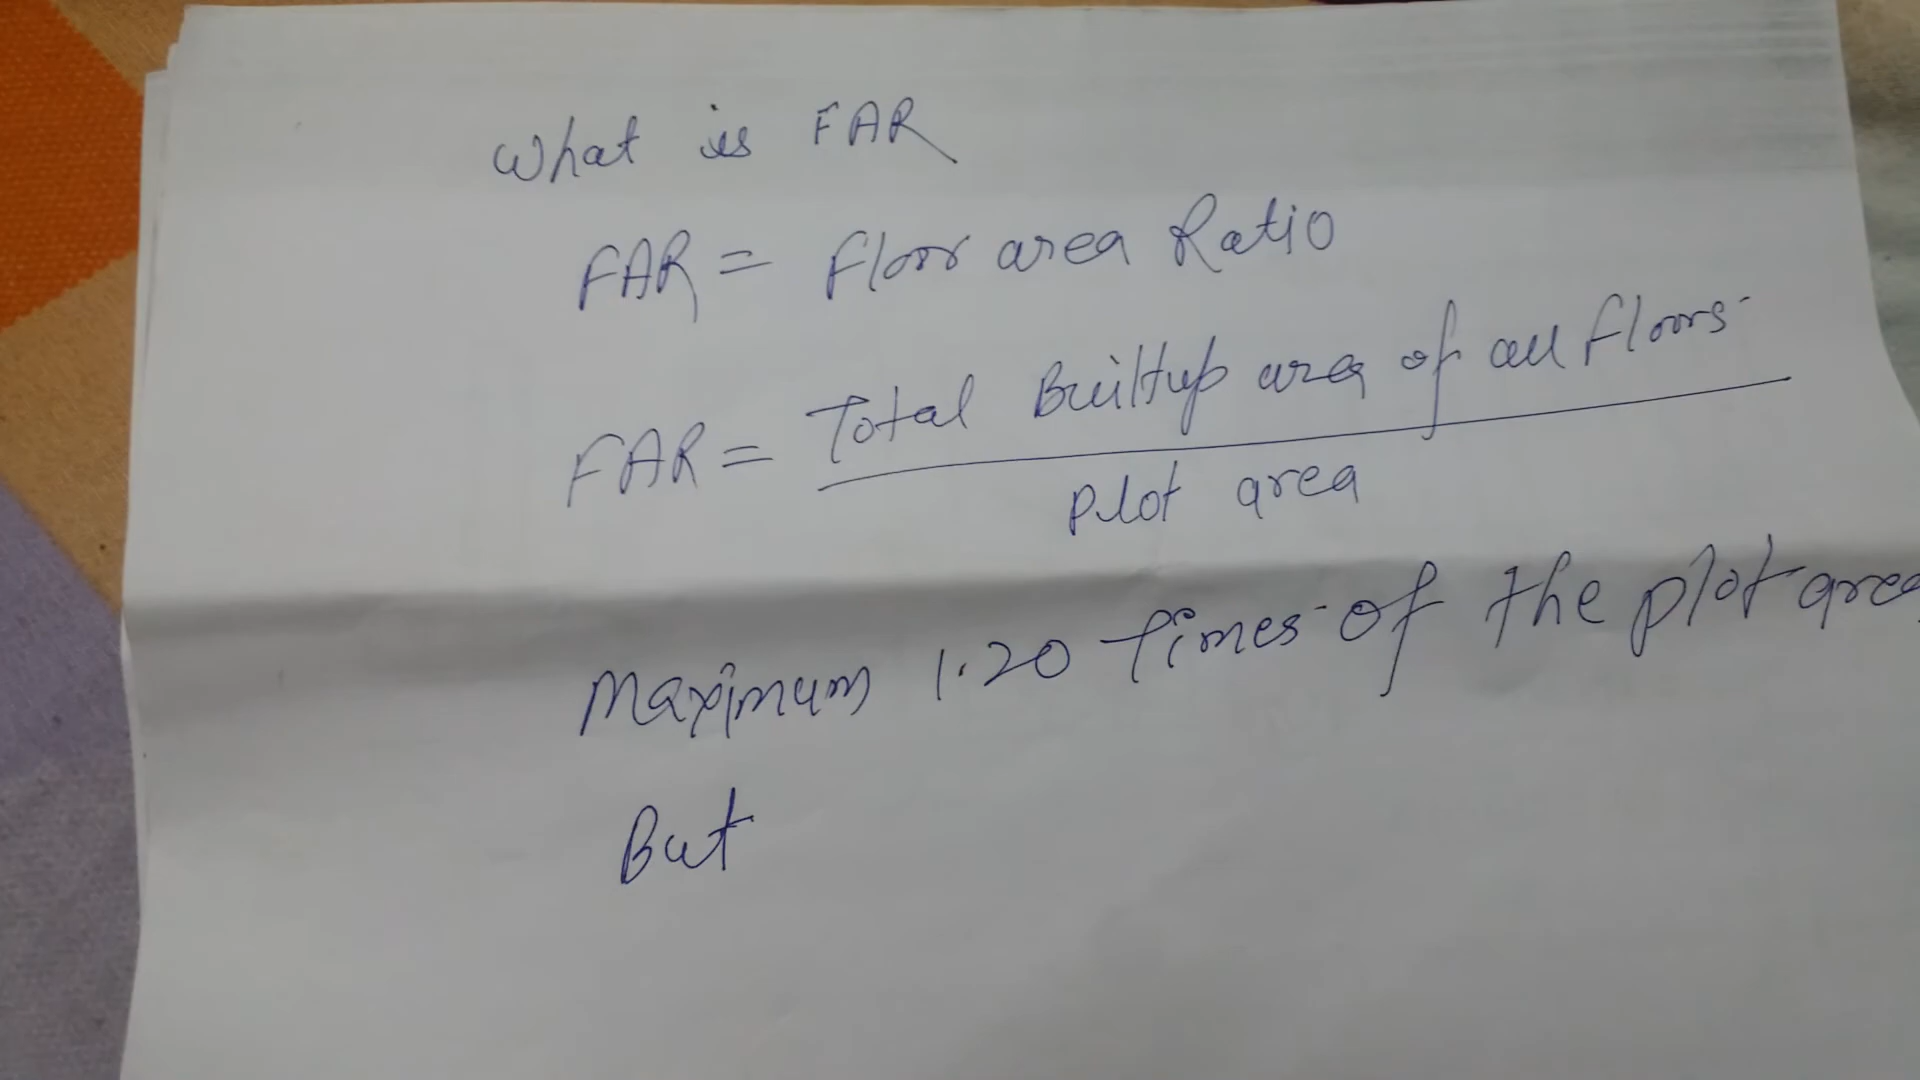 What is FAR
FAR = Floor area Ratio
FAR = Total Builtup area of all floors
Plot area
Maximum 1.20 times of the plot area
But